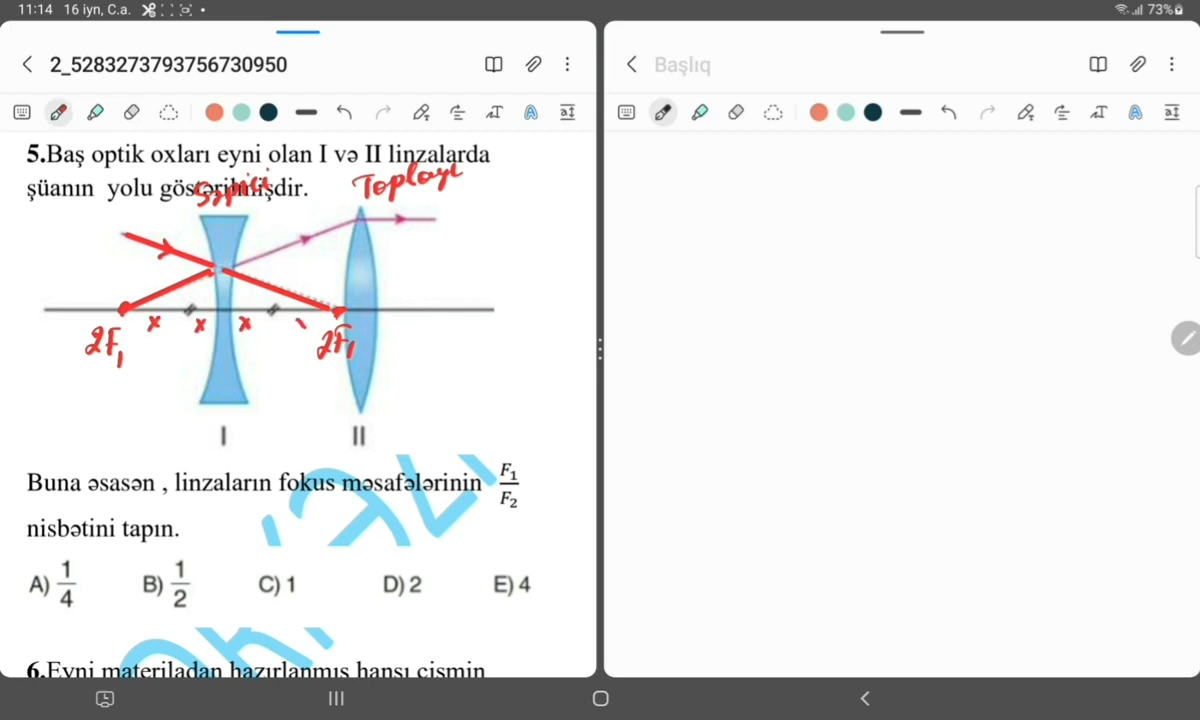 11:14 16 iyn, C.a.
73%
2_5283273793756730950
Başlıq
5.Baş optik oxları eyni olan I və II linzalarda
şüanın yolu göstərilmişdir.
Səpici
Toplayı
2F₁
x
x
x
2F₁
I
II
Buna əsasən , linzaların fokus məsafələrinin F₁/F₂
nisbətini tapın.
A) 1/4 B) 1/2 C) 1 D) 2 E) 4
6.Eyni materiladan hazırlanmış hansı cismin